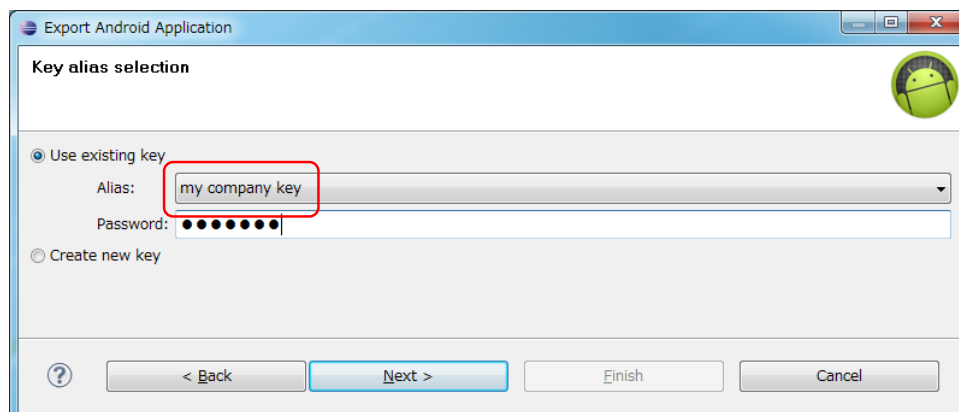 Export Android Application
Key alias selection
Use existing key
Alias: my company key
Password: ●●●●●●●
Create new key
? < Back Next > Finish Cancel